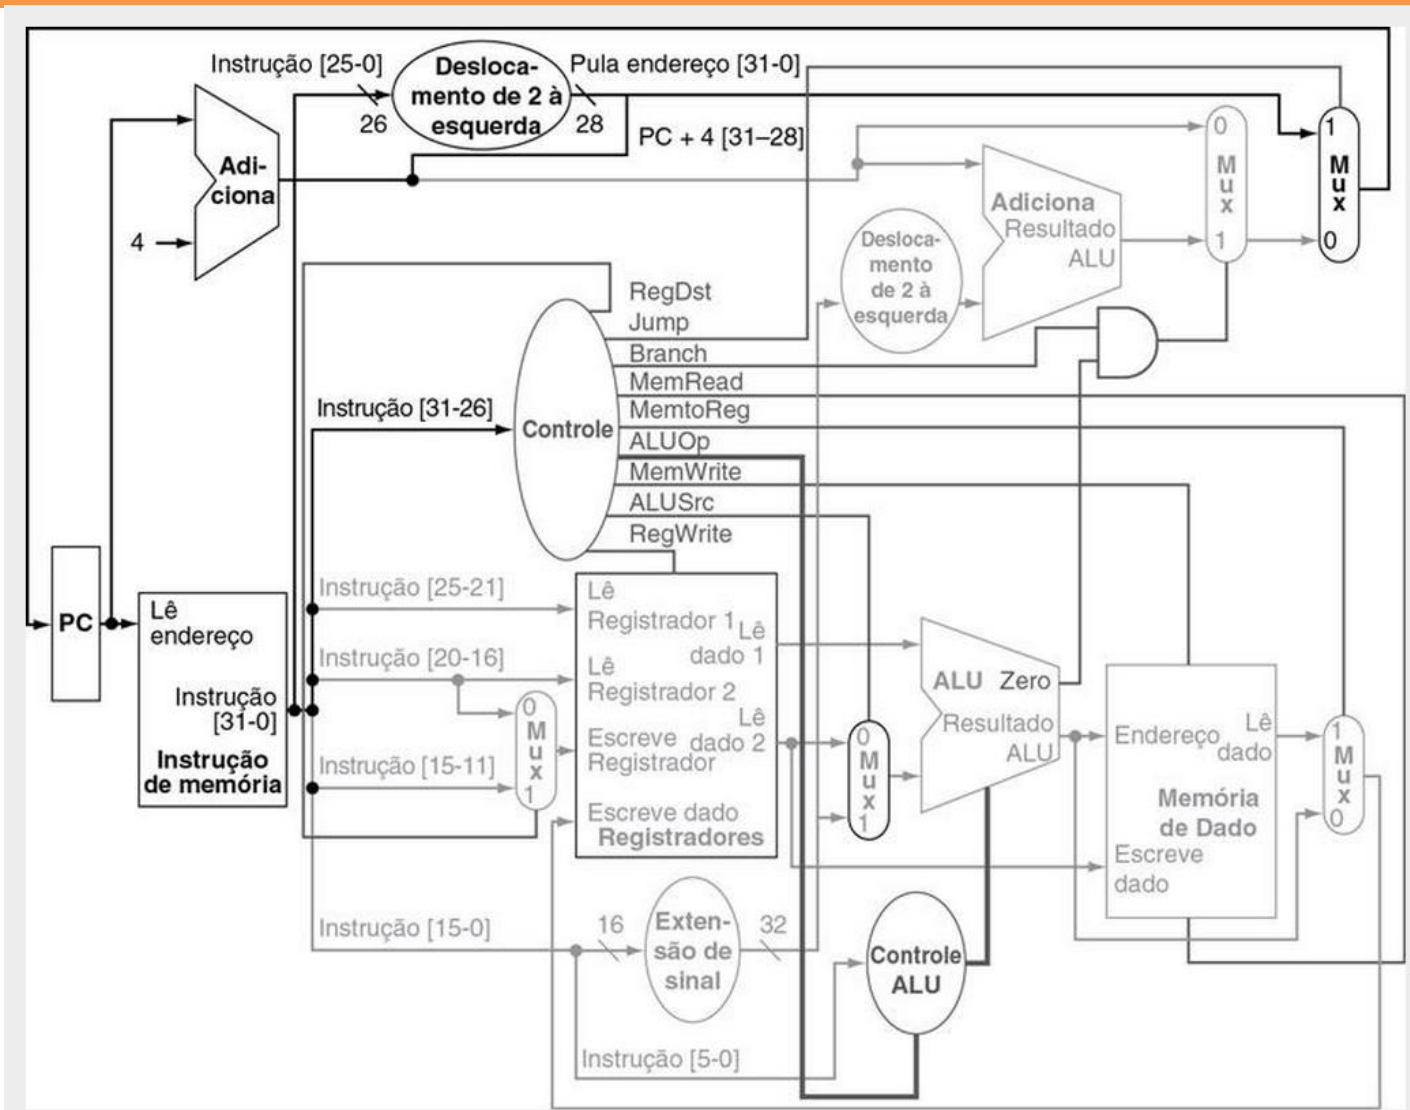 Instrução [25-0]
Desloca-
mento de 2 à
esquerda
Pula endereço [31-0]
26
28
PC + 4 [31–28]
Adi-
ciona
4
0
M
u
x
1
1
M
u
x
0
Adiciona
Resultado
ALU
Desloca-
mento
de 2 à
esquerda
RegDst
Jump
Branch
MemRead
MemtoReg
ALUOp
MemWrite
ALUSrc
RegWrite
Instrução [31-26]
Controle
PC
Lê
endereço
Instrução
[31-0]
Instrução
de memória
Instrução [25-21]
Instrução [20-16]
Instrução [15-11]
0
M
u
x
1
Lê
Registrador 1
Lê
dado 1
Lê
Registrador 2
Lê
dado 2
Escreve
Registrador
Escreve dado
Registradores
0
M
u
x
1
ALU Zero
Resultado
ALU
Endereço
Lê
dado
Memória
de Dado
Escreve
dado
1
M
u
x
0
Instrução [15-0]
16
Exten-
são de
sinal
32
Controle
ALU
Instrução [5-0]